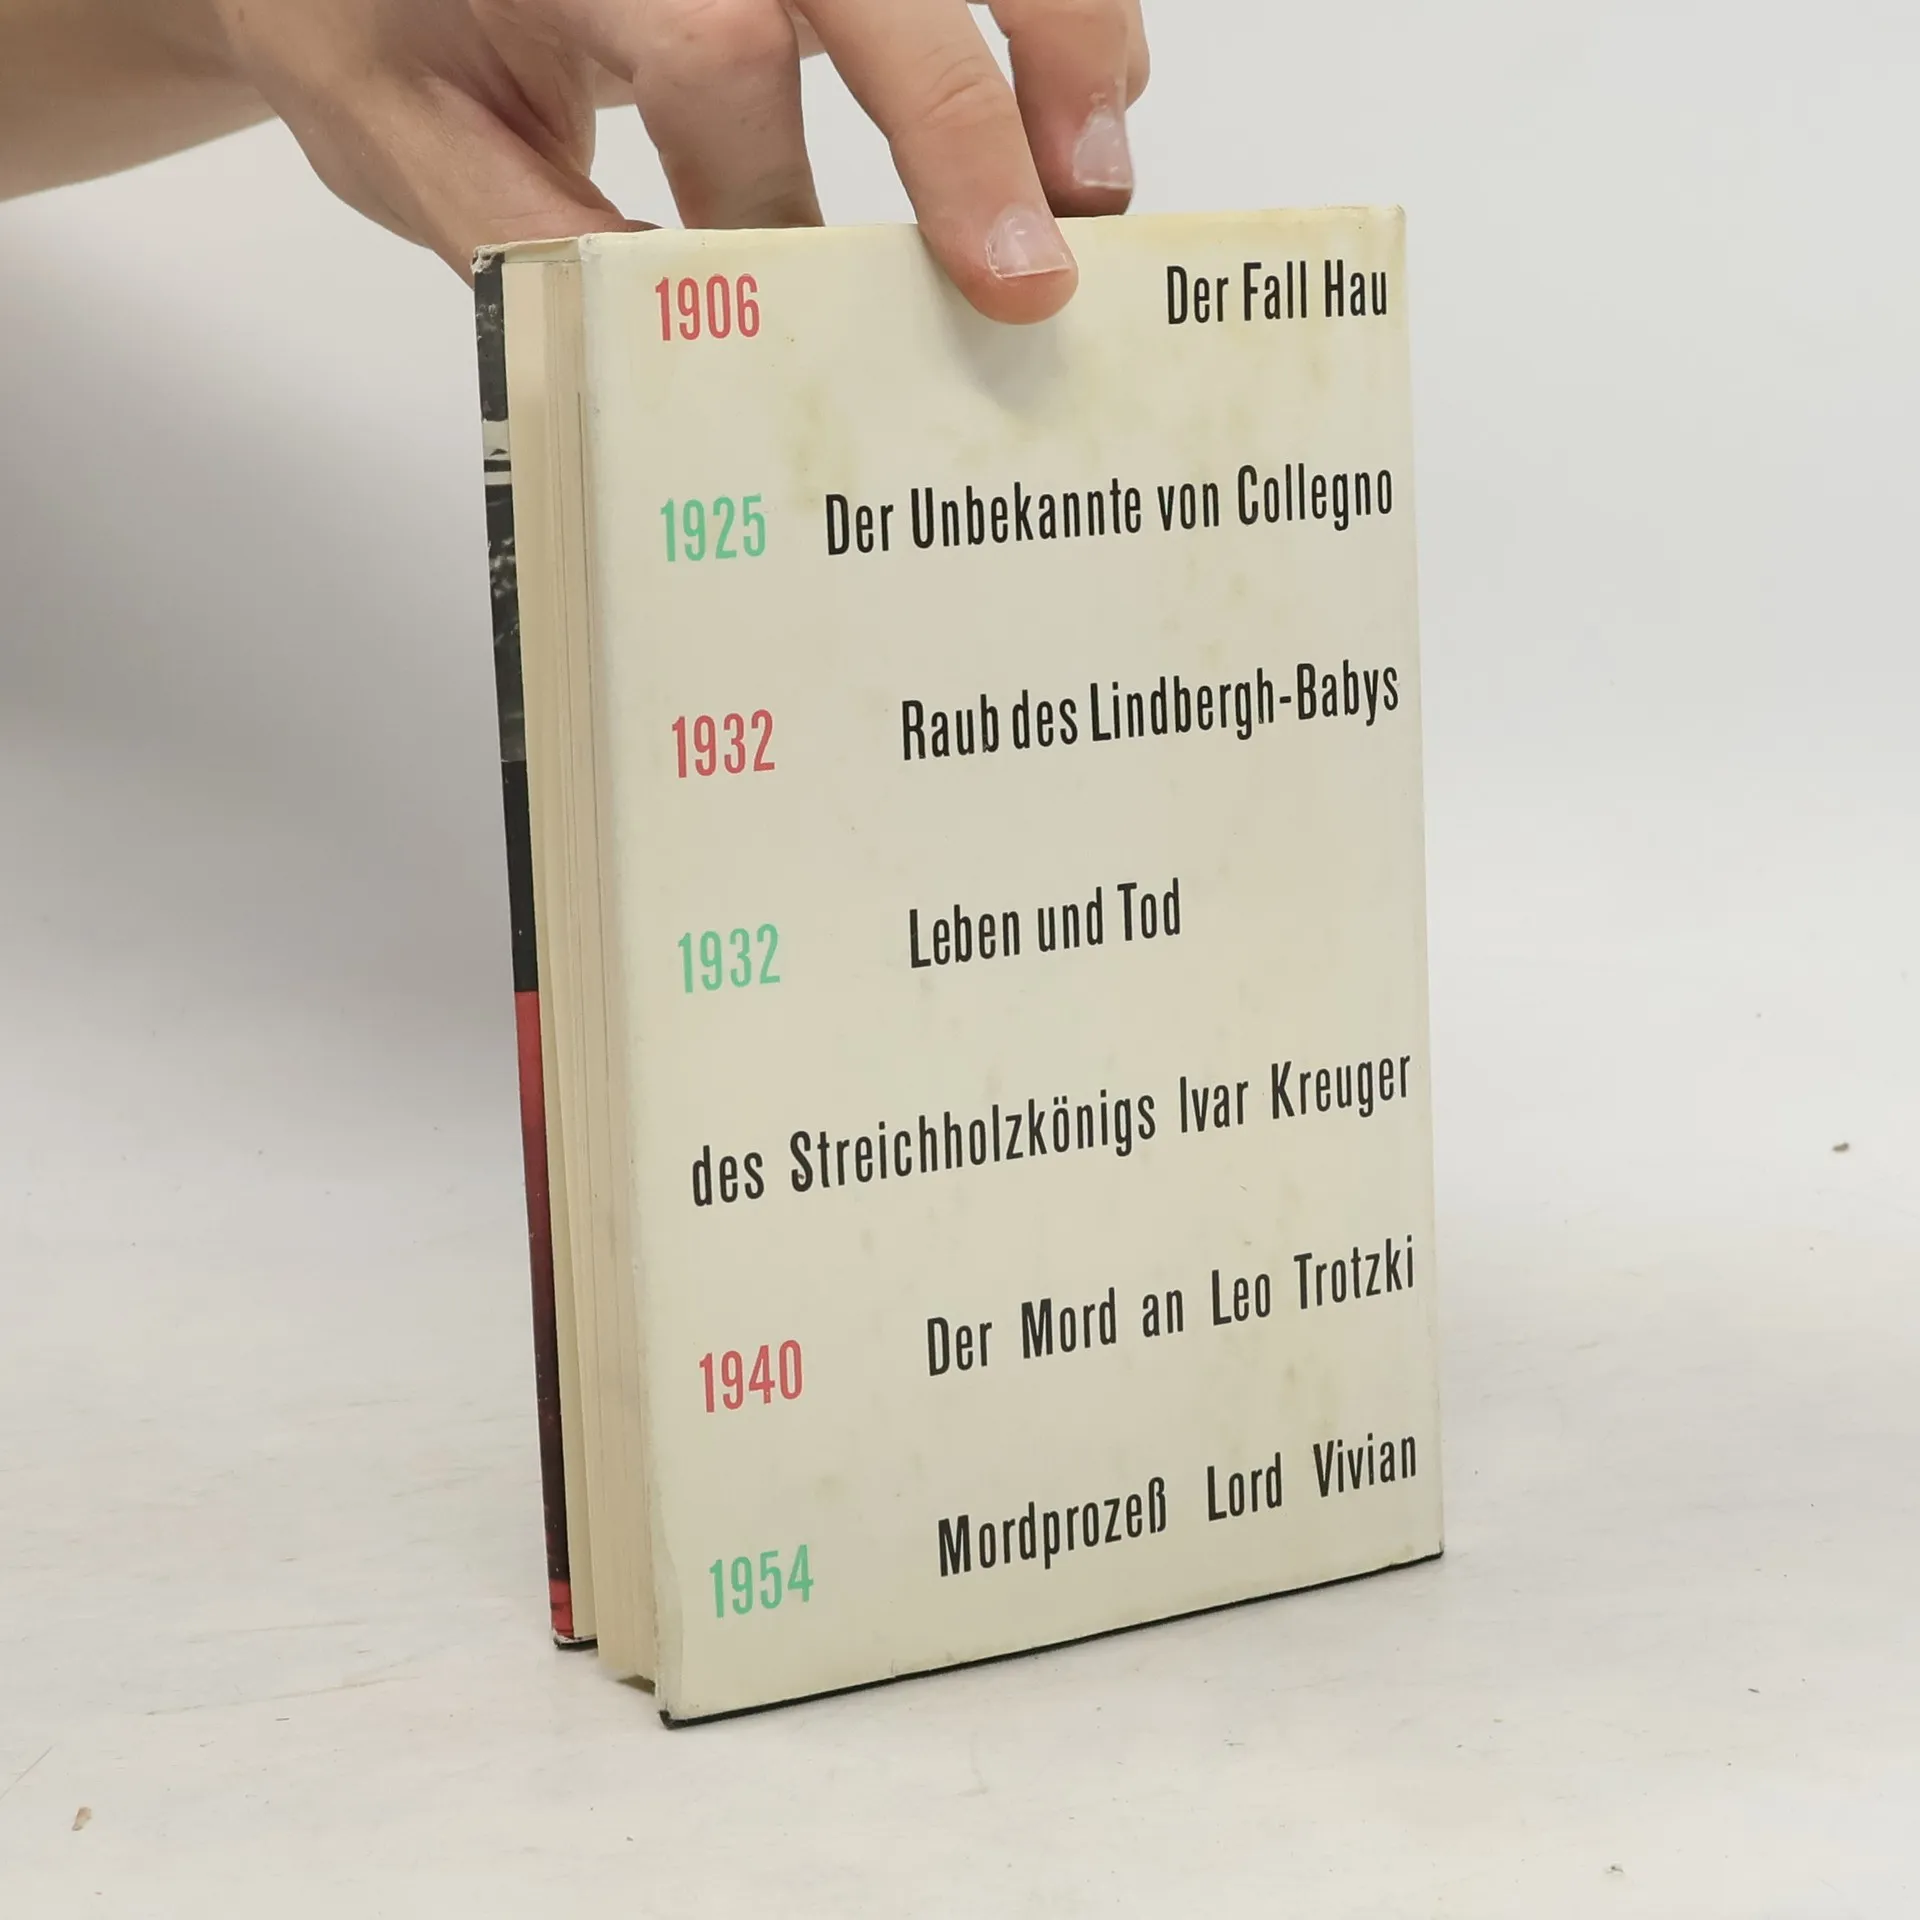 1906 Der Fall Hau
1925 Der Unbekannte von Collegno
1932 Raub des Lindbergh-Babys
1932 Leben und Tod
des Streichholzkönigs Ivar Kreuger
1940 Der Mord an Leo Trotzki
1954 Mordprozeß Lord Vivian